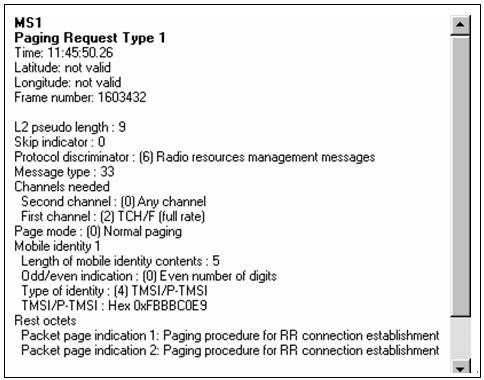 MS1
Paging Request Type 1
Time: 11:45:50.26
Latitude: not valid
Longitude: not valid
Frame number: 1603432
L2 pseudo length : 9
Skip indicator : 0
Protocol discriminator : (6) Radio resources management messages
Message type : 33
Channels needed
Second channel : (0) Any channel
First channel : (2) TCH/F (full rate)
Page mode : (0) Normal paging
Mobile identity 1
Length of mobile identity contents : 5
Odd/even indication : (0) Even number of digits
Type of identity : (4) TMSI/P-TMSI
TMSI/P-TMSI : Hex 0xFBBBC0E9
Rest octets
Packet page indication 1: Paging procedure for RR connection establishment
Packet page indication 2: Paging procedure for RR connection establishment